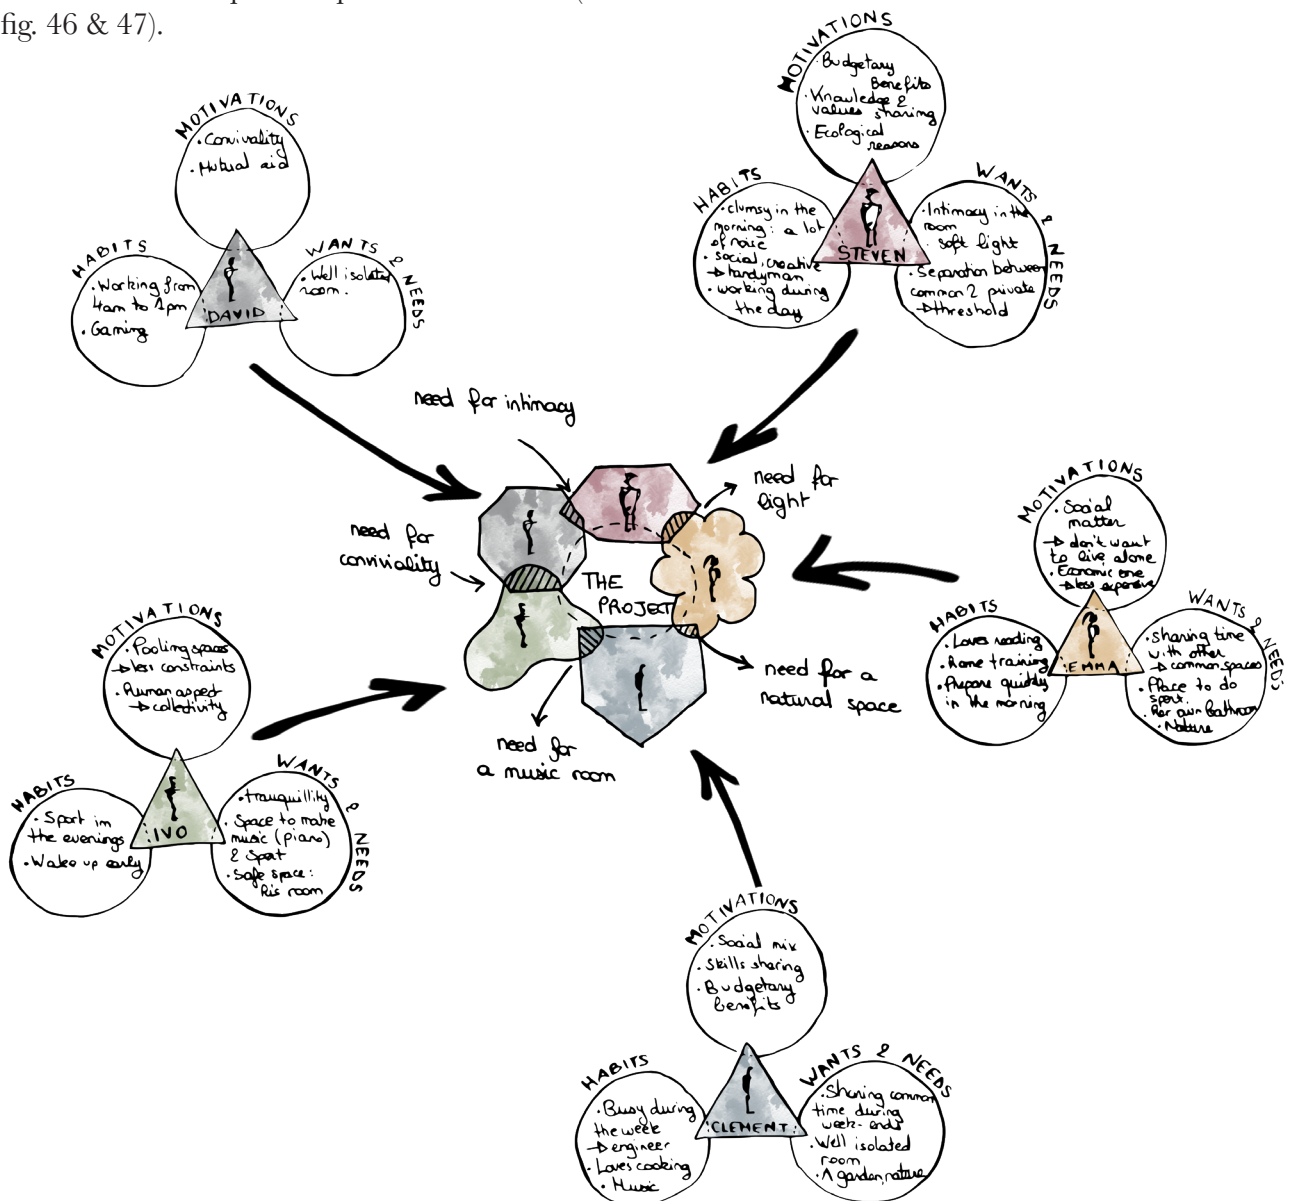 fig. 46 & 47).
MOTIVATIONS
• Budgetary
Benefits
• Knowledge &
values sharing
• Ecological
reasons
HABITS
• clumsy in the
morning : a lot
of noise
• social, creative
→ handyman
• working during
the day
WANTS & NEEDS
• Intimacy in the
room
• soft light
• Separation between
common & private
→ threshold
STEVEN
MOTIVATIONS
• Convivality
• Mutual aid
HABITS
• Working from
4am to 1pm
• Gaming
WANTS & NEEDS
• Well isolated
room.
DAVID
need for intimacy
need for
light
need for
conviviality
THE
PROJECT
need for a
natural space
need for
a music room
MOTIVATIONS
• Social
matter
→ don't want
to live alone
• Economic one
→ less expensive
HABITS
• Loves reading
• Home training
• Prepare quickly
in the morning
WANTS & NEEDS
• Sharing time
with other
→ common spaces
• Place to do
sport.
• Her own bathroom
• Nature
EMMA
MOTIVATIONS
• Pooling spaces
→ less constraints
• Human aspect
→ collectivity
HABITS
• Sport in
the evenings
• Wake up early
WANTS & NEEDS
• tranquillity
• Space to make
music (piano)
& Sport
• Safe space :
his room
IVO
MOTIVATIONS
• Social mix
• Skills sharing
• Budgetary
benefits
HABITS
• Busy during
the week
→ engineer
• Loves cooking
• Music
WANTS & NEEDS
• Sharing common
time during
week-ends
• Well isolated
room
• A garden, nature
CLEMENT